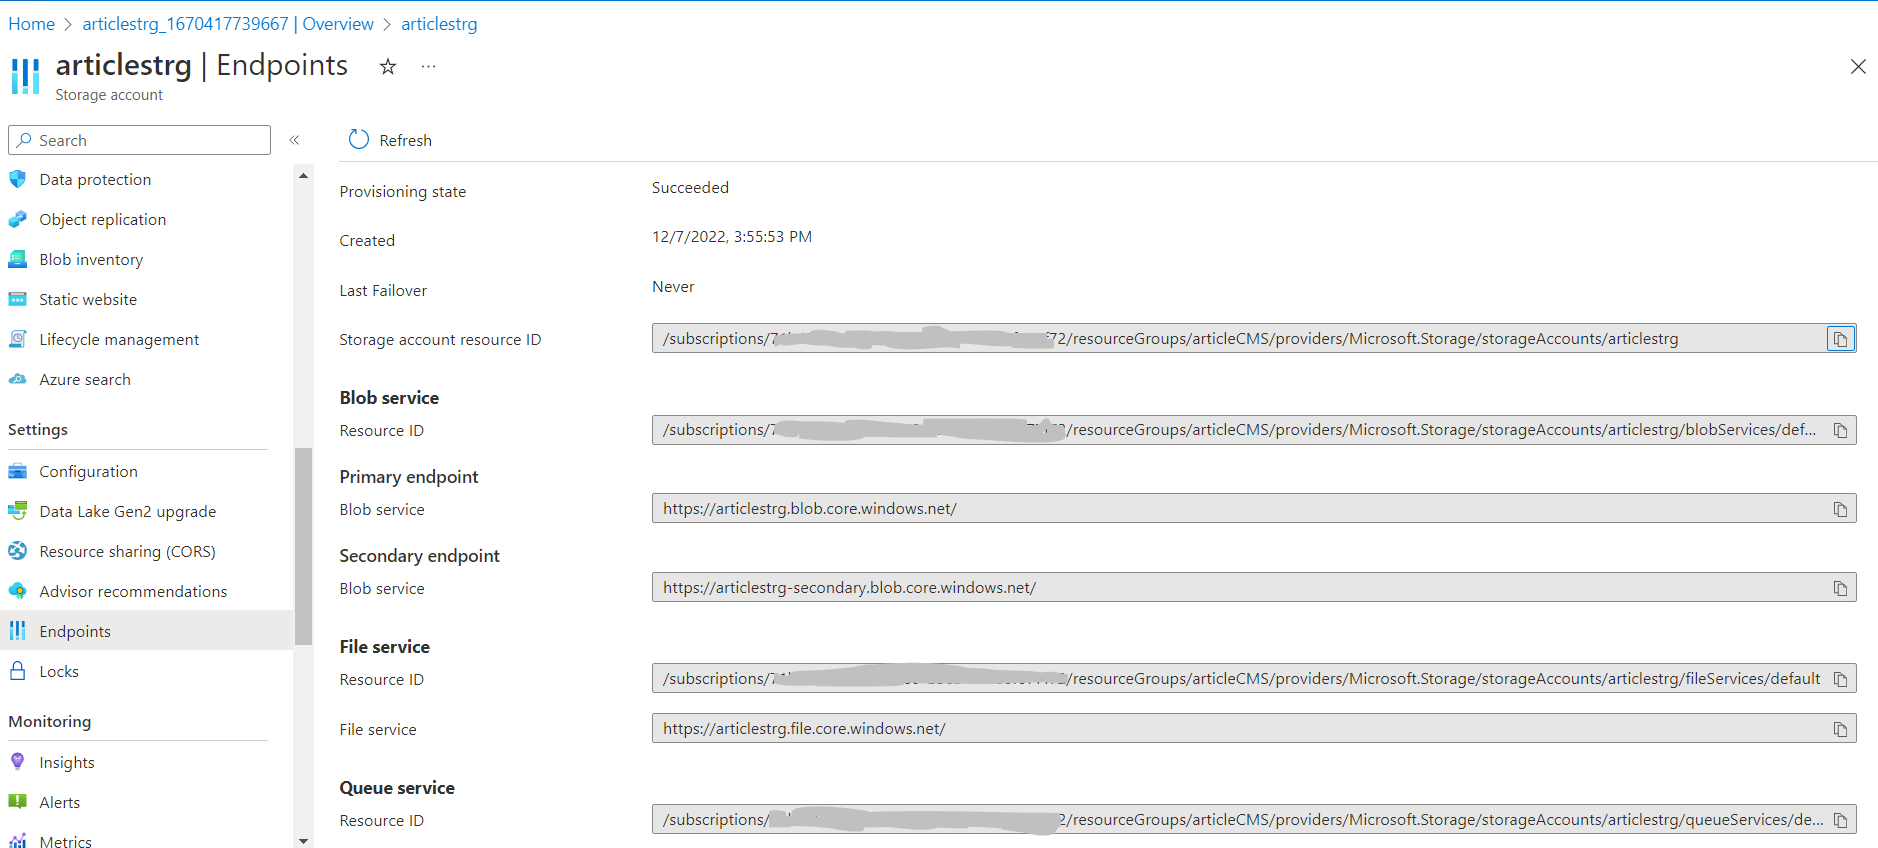 Home > articlestrg_1670417739667 | Overview > articlestrg
articlestrg | Endpoints
Storage account
Search
«
Data protection
Object replication
Blob inventory
Static website
Lifecycle management
Azure search
Settings
Configuration
Data Lake Gen2 upgrade
Resource sharing (CORS)
Advisor recommendations
Endpoints
Locks
Monitoring
Insights
Alerts
Metrics
Refresh
Provisioning state Succeeded
Created 12/7/2022, 3:55:53 PM
Last Failover Never
Storage account resource ID /subscriptions/7 72/resourceGroups/articleCMS/providers/Microsoft.Storage/storageAccounts/articlestrg
Blob service
Resource ID /subscriptions/7 /resourceGroups/articleCMS/providers/Microsoft.Storage/storageAccounts/articlestrg/blobServices/def...
Primary endpoint
Blob service https://articlestrg.blob.core.windows.net/
Secondary endpoint
Blob service https://articlestrg-secondary.blob.core.windows.net/
File service
Resource ID /subscriptions/7 /resourceGroups/articleCMS/providers/Microsoft.Storage/storageAccounts/articlestrg/fileServices/default
File service https://articlestrg.file.core.windows.net/
Queue service
Resource ID /subscriptions/ 2/resourceGroups/articleCMS/providers/Microsoft.Storage/storageAccounts/articlestrg/queueServices/de...